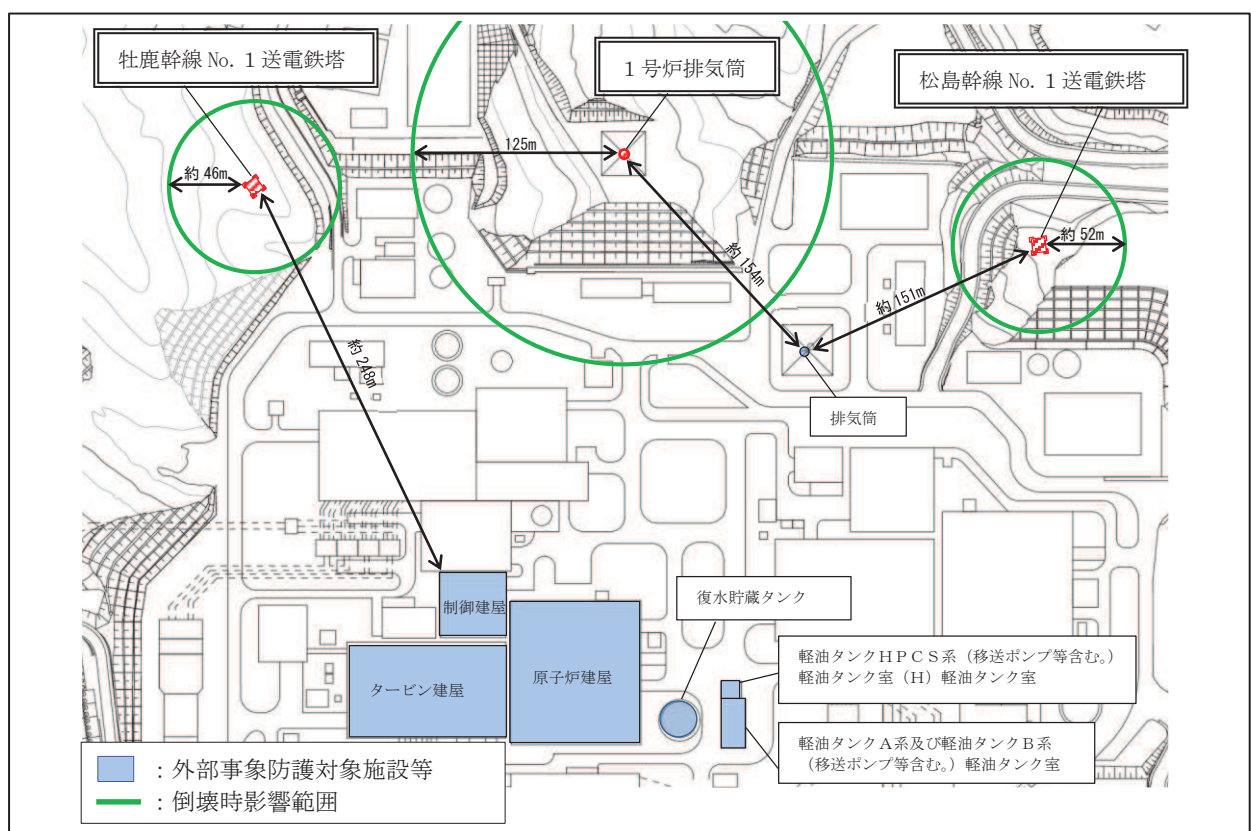 牡鹿幹線 No. 1 送電鉄塔
1号炉排気筒
松島幹線 No. 1 送電鉄塔
125m
約 46m
約 52m
約 154m
約 151m
約 248m
排気筒
制御建屋
復水貯蔵タンク
原子炉建屋
タービン建屋
軽油タンクHPCS系(移送ポンプ等含む。)
軽油タンク室(H)軽油タンク室
軽油タンクA系及び軽油タンクB系
(移送ポンプ等含む。)軽油タンク室
:外部事象防護対象施設等
:倒壊時影響範囲